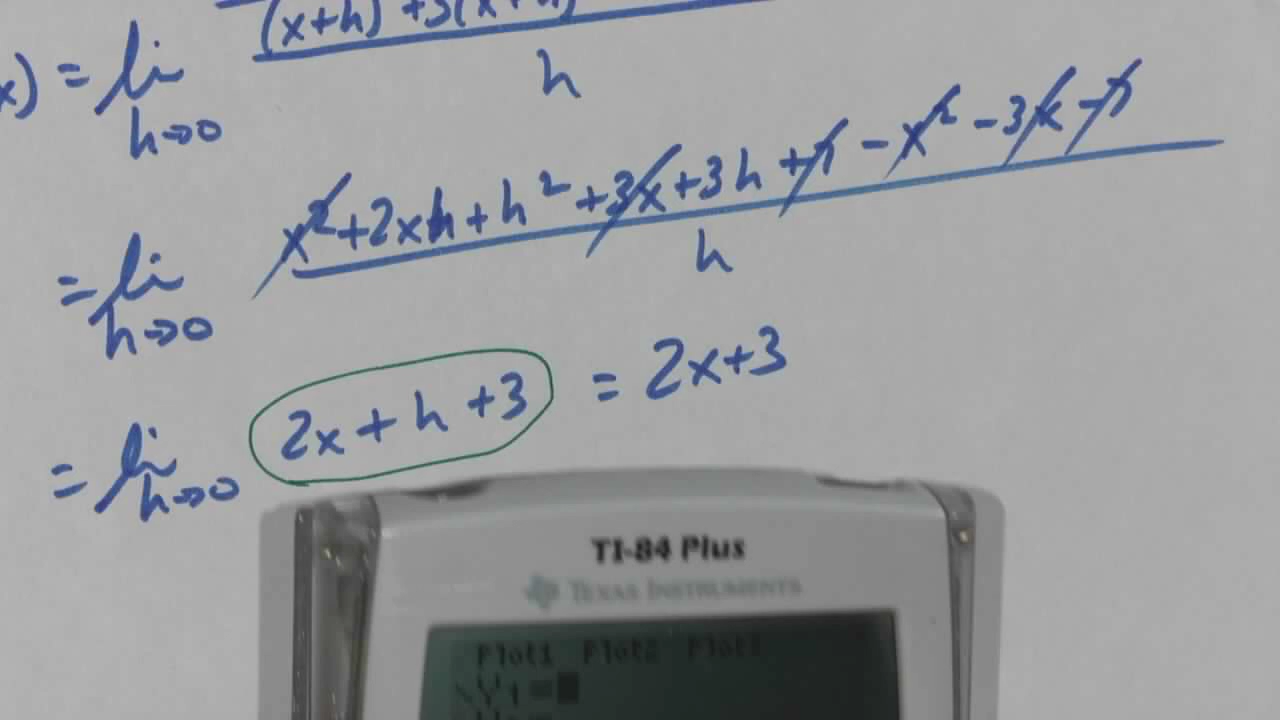 (x+h) +3(x+h)
x) = lim h
h→0
x² + 2xh + h² + 3x + 3h + 1 - x² - 3x - 1
= lim h
h→0
= lim 2x + h + 3 = 2x+3
h→0
TI-84 Plus
TEXAS INSTRUMENTS
Plot1 Plot2 Plot3
\Y1=